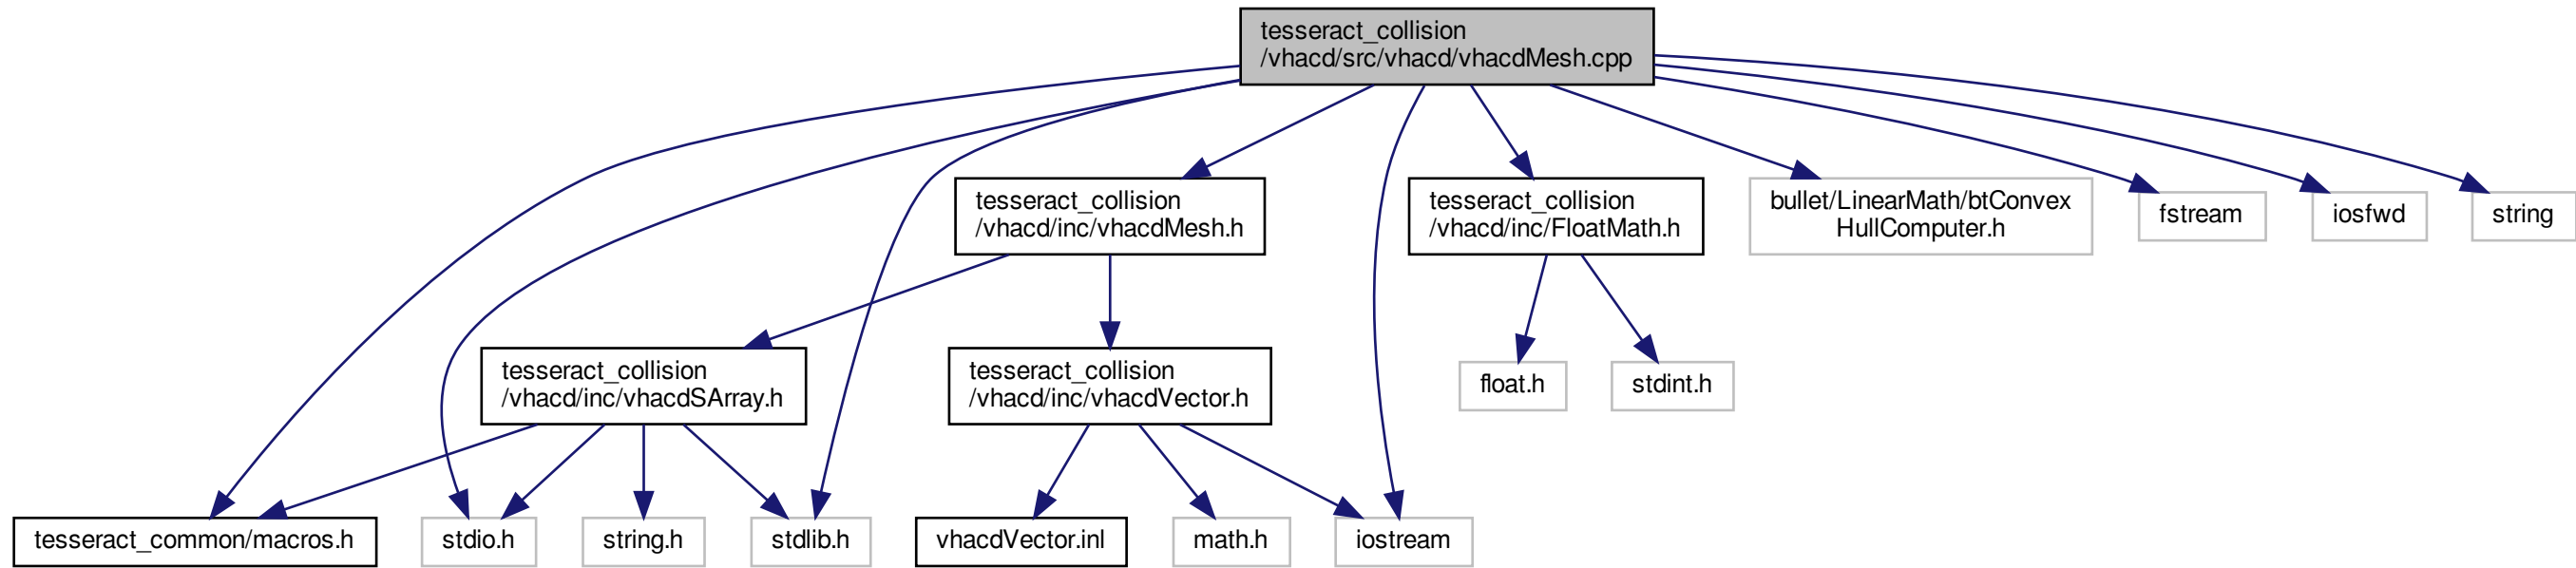 tesseract_collision
/vhacd/src/vhacd/vhacdMesh.cpp
tesseract_collision
/vhacd/inc/vhacdMesh.h
tesseract_collision
/vhacd/inc/FloatMath.h
bullet/LinearMath/btConvex
HullComputer.h
fstream
iosfwd
string
tesseract_collision
/vhacd/inc/vhacdSArray.h
tesseract_collision
/vhacd/inc/vhacdVector.h
float.h
stdint.h
tesseract_common/macros.h
stdio.h
string.h
stdlib.h
vhacdVector.inl
math.h
iostream